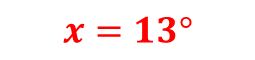 x = 13°